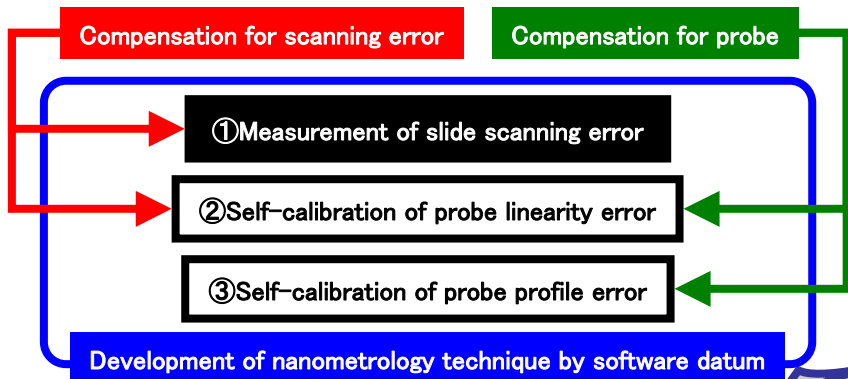 Compensation for scanning error
Compensation for probe
①Measurement of slide scanning error
②Self-calibration of probe linearity error
③Self-calibration of probe profile error
Development of nanometrology technique by software datum